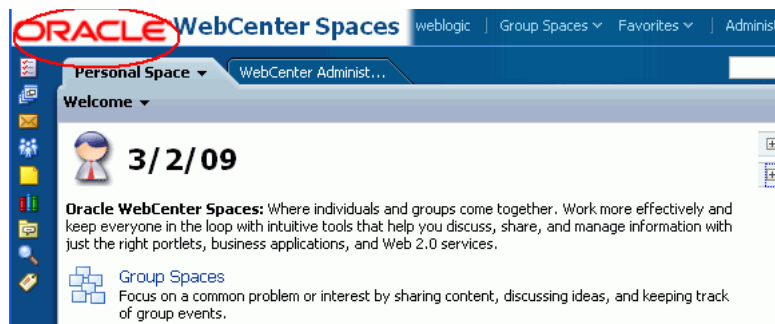 ORACLE WebCenter Spaces weblogic | Group Spaces Favorites | Adminis
Personal Space WebCenter Administ...
Welcome
3/2/09
Oracle WebCenter Spaces: Where individuals and groups come together. Work more effectively and
keep everyone in the loop with intuitive tools that help you discuss, share, and manage information with
just the right portlets, business applications, and Web 2.0 services.
Group Spaces
Focus on a common problem or interest by sharing content, discussing ideas, and keeping track
of group events.